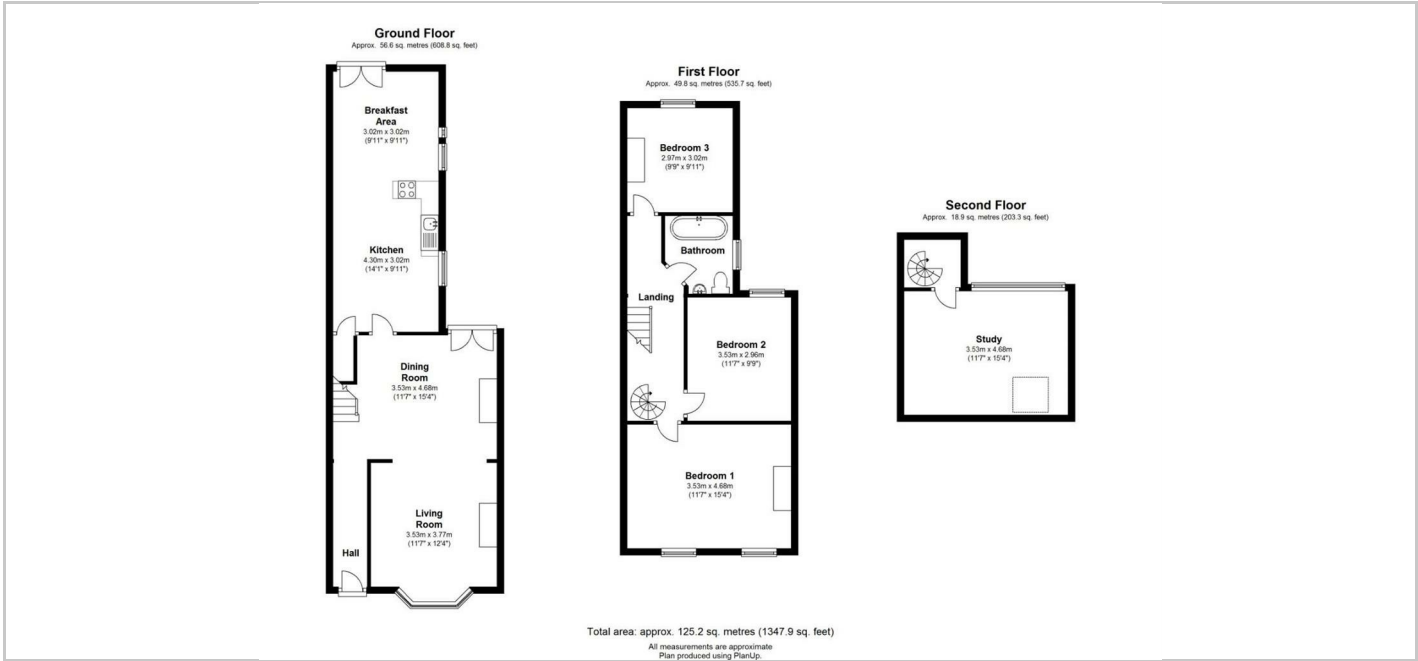 Ground Floor
Approx. 56.6 sq. metres (608.8 sq. feet)
Breakfast
Area
3.02m x 3.02m
(9'11" x 9'11")
Kitchen
4.30m x 3.02m
(14'1" x 9'11")
Dining
Room
3.53m x 4.68m
(11'7" x 15'4")
Living
Room
3.53m x 3.77m
(11'7" x 12'4")
Hall
First Floor
Approx. 49.8 sq. metres (535.7 sq. feet)
Bedroom 3
2.97m x 3.02m
(9'9" x 9'11")
Bathroom
Landing
Bedroom 2
3.53m x 2.96m
(11'7" x 9'9")
Bedroom 1
3.53m x 4.68m
(11'7" x 15'4")
Second Floor
Approx. 18.9 sq. metres (203.3 sq. feet)
Study
3.53m x 4.68m
(11'7" x 15'4")
Total area: approx. 125.2 sq. metres (1347.9 sq. feet)
All measurements are approximate
Plan produced using PlanUp.